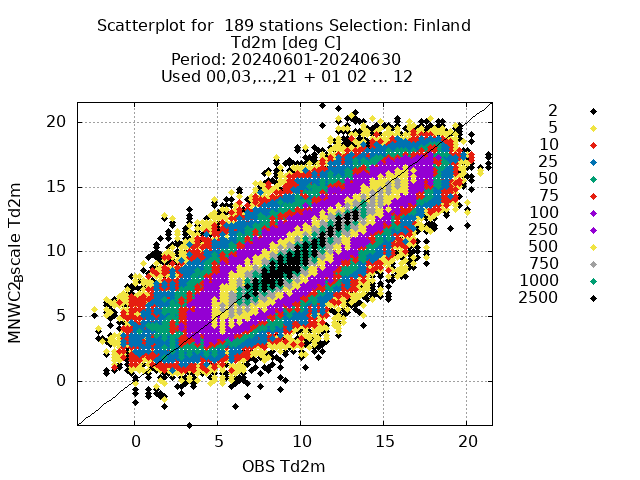 Scatterplot for  189 stations Selection: Finland
Td2m [deg C]
Period: 20240601-20240630
Used 00,03,...,21 + 01 02 ... 12
MNWC2gscale Td2m
20
15
10
5
0
0 5 10 15 20
OBS Td2m
2
5
10
25
50
75
100
250
500
750
1000
2500